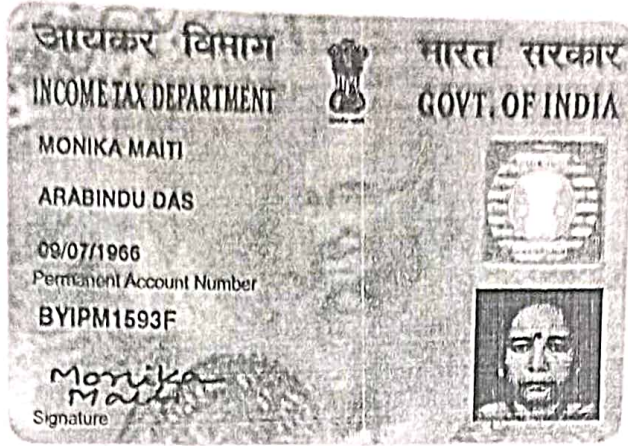 आयकर विभाग
भारत सरकार
INCOME TAX DEPARTMENT
GOVT. OF INDIA
MONIKA MAITI
ARABINDU DAS
09/07/1966
Permanent Account Number
BYIPM1593F
Monika
Maiti
Signature